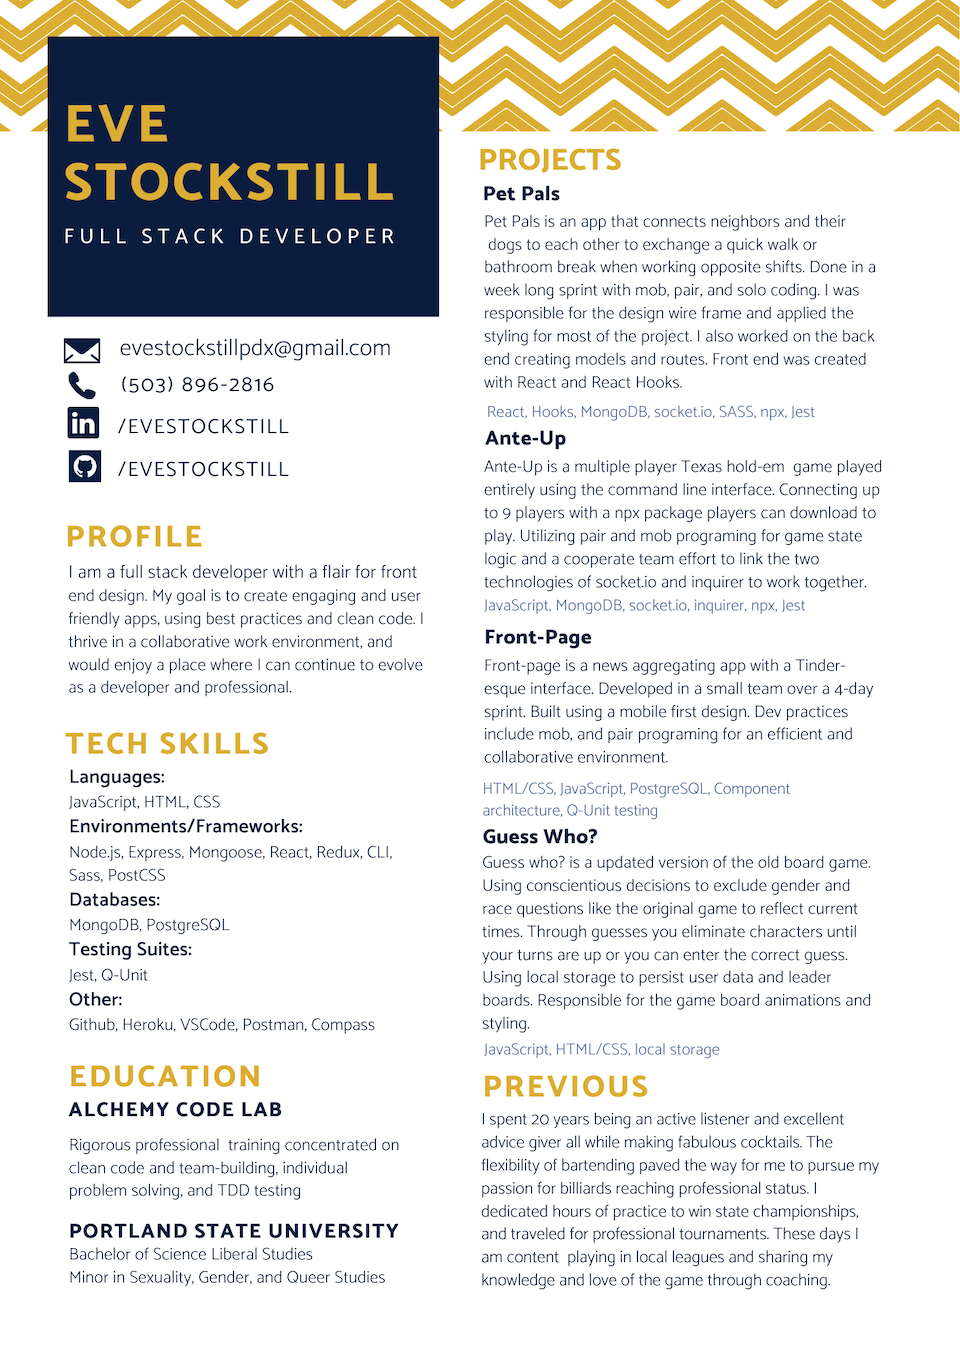 EVE
STOCKSTILL
FULL STACK DEVELOPER
evestockstillpdx@gmail.com
(503) 896-2816
/EVESTOCKSTILL
/EVESTOCKSTILL
PROFILE
I am a full stack developer with a flair for front
end design. My goal is to create engaging and user
friendly apps, using best practices and clean code. I
thrive in a collaborative work environment, and
would enjoy a place where I can continue to evolve
as a developer and professional.
TECH SKILLS
Languages:
JavaScript, HTML, CSS
Environments/Frameworks:
Node.js, Express, Mongoose, React, Redux, CLI,
Sass, PostCSS
Databases:
MongoDB, PostgreSQL
Testing Suites:
Jest, Q-Unit
Other:
Github, Heroku, VSCode, Postman, Compass
EDUCATION
ALCHEMY CODE LAB
Rigorous professional training concentrated on
clean code and team-building, individual
problem solving, and TDD testing
PORTLAND STATE UNIVERSITY
Bachelor of Science Liberal Studies
Minor in Sexuality, Gender, and Queer Studies
PROJECTS
Pet Pals
Pet Pals is an app that connects neighbors and their
dogs to each other to exchange a quick walk or
bathroom break when working opposite shifts. Done in a
week long sprint with mob, pair, and solo coding. I was
responsible for the design wire frame and applied the
styling for most of the project. I also worked on the back
end creating models and routes. Front end was created
with React and React Hooks.
React, Hooks, MongoDB, socket.io, SASS, npx, Jest
Ante-Up
Ante-Up is a multiple player Texas hold-em game played
entirely using the command line interface. Connecting up
to 9 players with a npx package players can download to
play. Utilizing pair and mob programing for game state
logic and a cooperate team effort to link the two
technologies of socket.io and inquirer to work together.
JavaScript, MongoDB, socket.io, inquirer, npx, Jest
Front-Page
Front-page is a news aggregating app with a Tinder-
esque interface. Developed in a small team over a 4-day
sprint. Built using a mobile first design. Dev practices
include mob, and pair programing for an efficient and
collaborative environment.
HTML/CSS, JavaScript, PostgreSQL, Component
architecture, Q-Unit testing
Guess Who?
Guess who? is a updated version of the old board game.
Using conscientious decisions to exclude gender and
race questions like the original game to reflect current
times. Through guesses you eliminate characters until
your turns are up or you can enter the correct guess.
Using local storage to persist user data and leader
boards. Responsible for the game board animations and
styling.
JavaScript, HTML/CSS, local storage
PREVIOUS
I spent 20 years being an active listener and excellent
advice giver all while making fabulous cocktails. The
flexibility of bartending paved the way for me to pursue my
passion for billiards reaching professional status. I
dedicated hours of practice to win state championships,
and traveled for professional tournaments. These days I
am content playing in local leagues and sharing my
knowledge and love of the game through coaching.